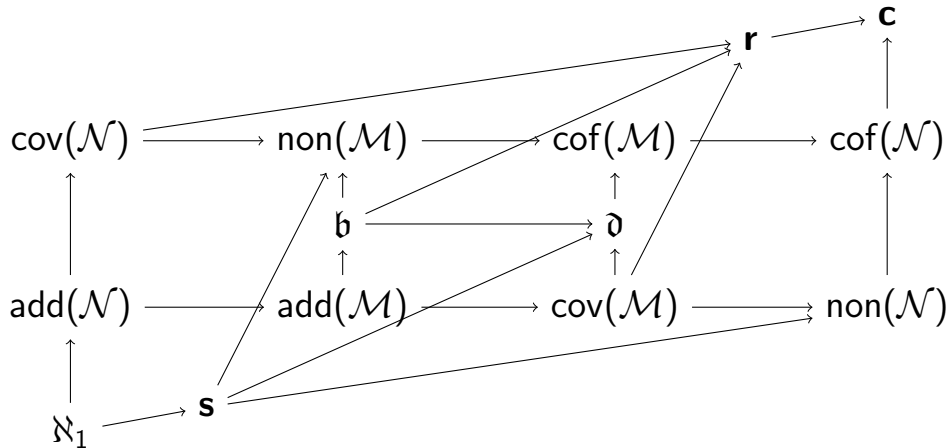 𝐜
𝐫
cov(𝒩) non(ℳ) cof(ℳ) cof(𝒩)
𝔟 𝔡
add(𝒩) add(ℳ) cov(ℳ) non(𝒩)
𝐬
ℵ₁